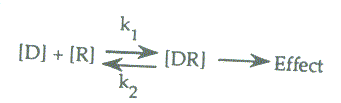 k1
[D] + [R] ⇌ [DR] → Effect
k2